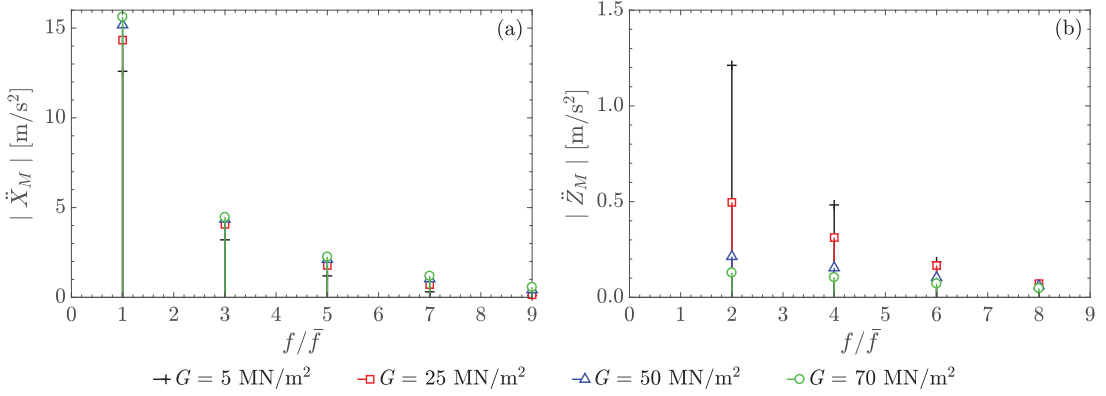 (a)
| Ẍ_M | [m/s²]
15
10
5
0
0 1 2 3 4 5 6 7 8 9
f/f̄
(b)
| Z̈_M | [m/s²]
1.5
1.0
0.5
0.0
0 1 2 3 4 5 6 7 8 9
f/f̄
G = 5 MN/m² G = 25 MN/m² G = 50 MN/m² G = 70 MN/m²